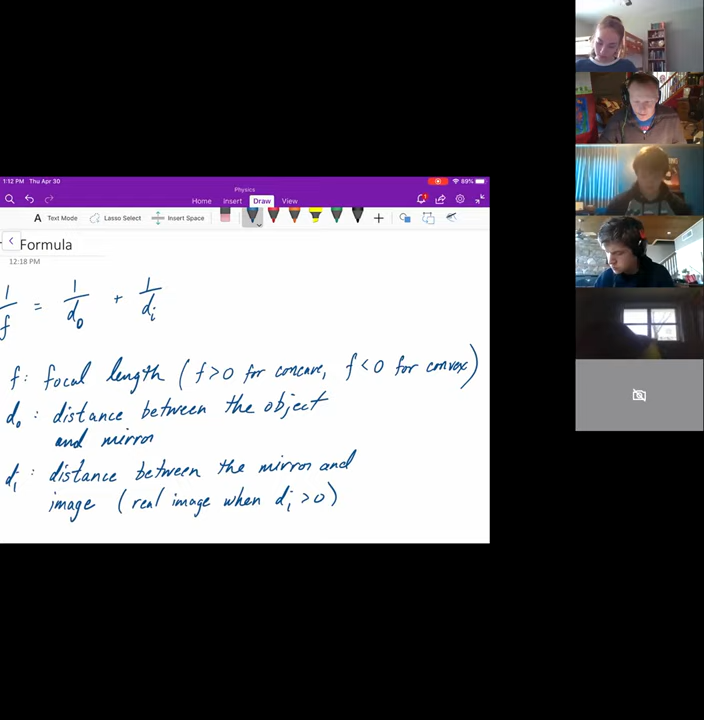 1:12 PM Thu Apr 30
89%
Physics
Home Insert Draw View
Text Mode Lasso Select Insert Space
Formula
12:18 PM
1/f = 1/d₀ + 1/dᵢ
f: focal length (f>0 for concave, f<0 for convex)
d₀: distance between the object
and mirror
dᵢ: distance between the mirror and
image (real image when dᵢ>0)